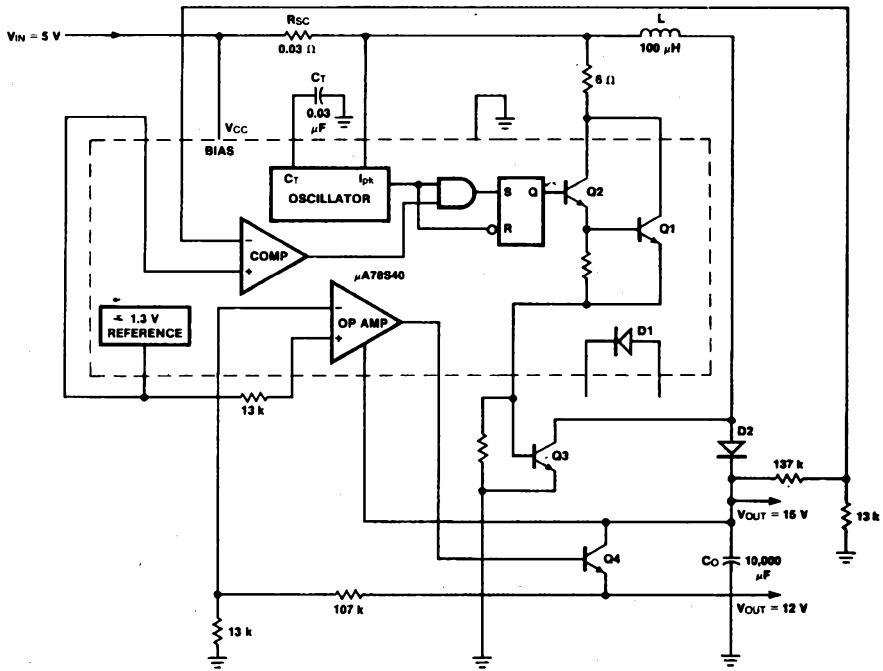 RSC
0.03 Ω
L
100 µH
VIN = 5 V
6 Ω
CT
0.03
µF
VCC
BIAS
CT
Ipk
OSCILLATOR
S
Q
R
Q2
Q1
−
COMP
+
µA78S40
1.3 V
REFERENCE
−
OP AMP
+
D1
13 k
Q3
D2
137 k
VOUT = 15 V
13 k
Q4
CO
10,000
µF
107 k
VOUT = 12 V
13 k